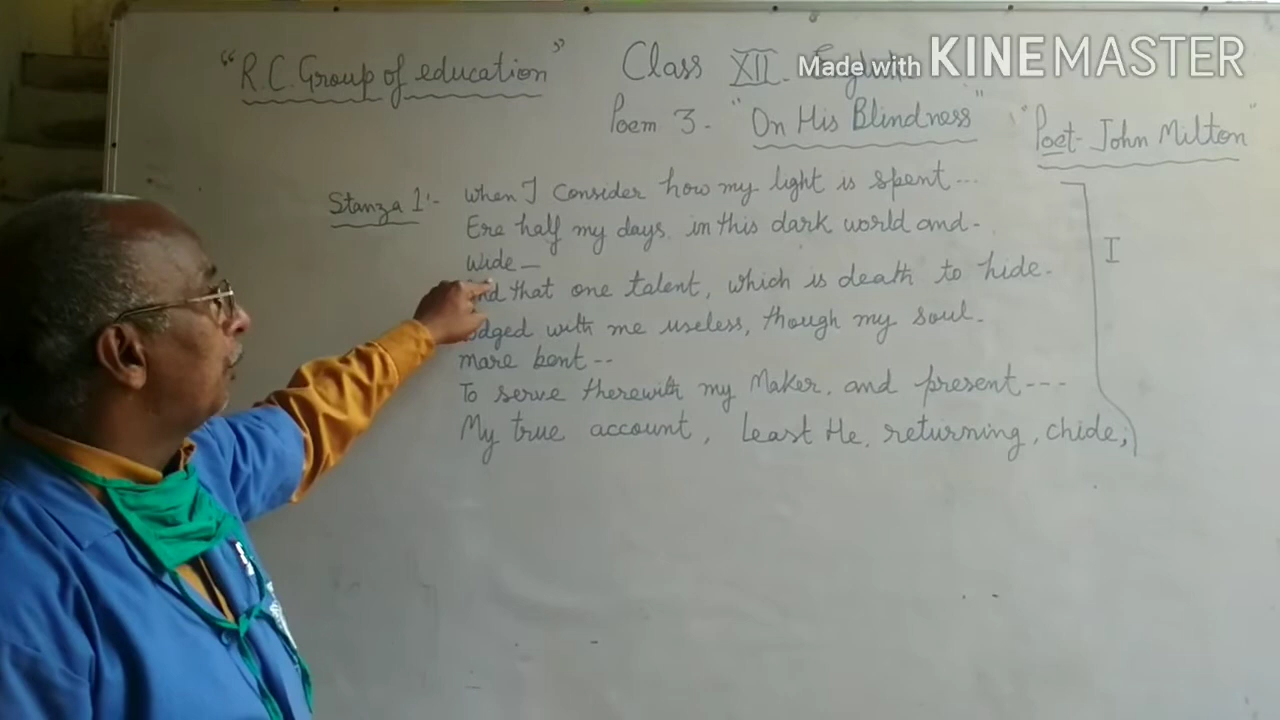 "R.C. Group of education"
Class XII - English
Made with KINEMASTER
Poem 3 - "On His Blindness"
"Poet - John Milton"
Stanza 1:- when I consider how my light is spent ---
Ere half my days in this dark world and -
wide —
and that one talent, which is death to hide -
odged with me useless, though my soul -
mare bent --
To serve therewith my Maker, and present ---
My true account, Least He, returning, chide;
I